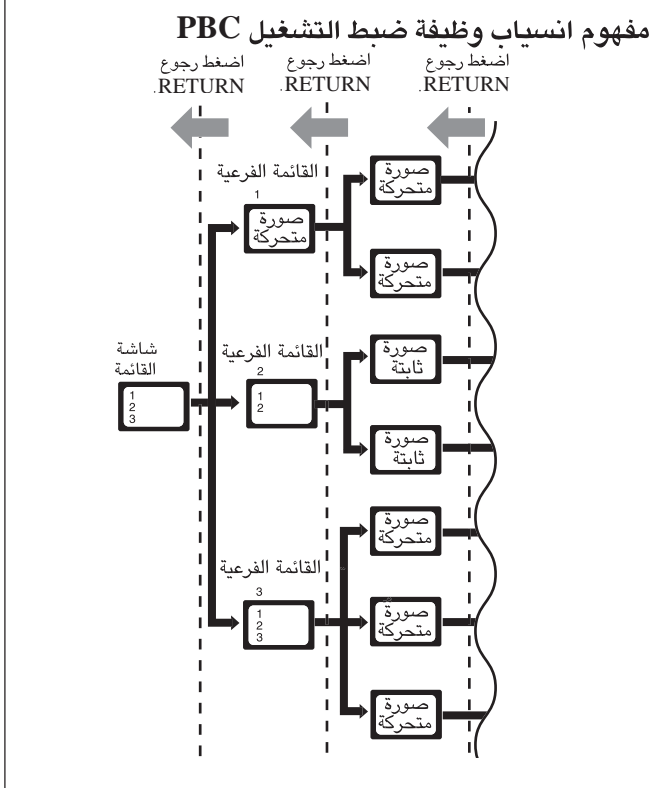 مفهوم انسياب وظيفة ضبط التشغيل PBC
اضغط رجوع
RETURN.
اضغط رجوع
RETURN.
اضغط رجوع
RETURN.
القائمة الفرعية
1
صورة
متحركة
صورة
متحركة
صورة
متحركة
شاشة
القائمة
1
2
3
القائمة الفرعية
2
1
2
صورة
ثابتة
صورة
ثابتة
القائمة الفرعية
3
1
2
3
صورة
متحركة
صورة
متحركة
صورة
متحركة